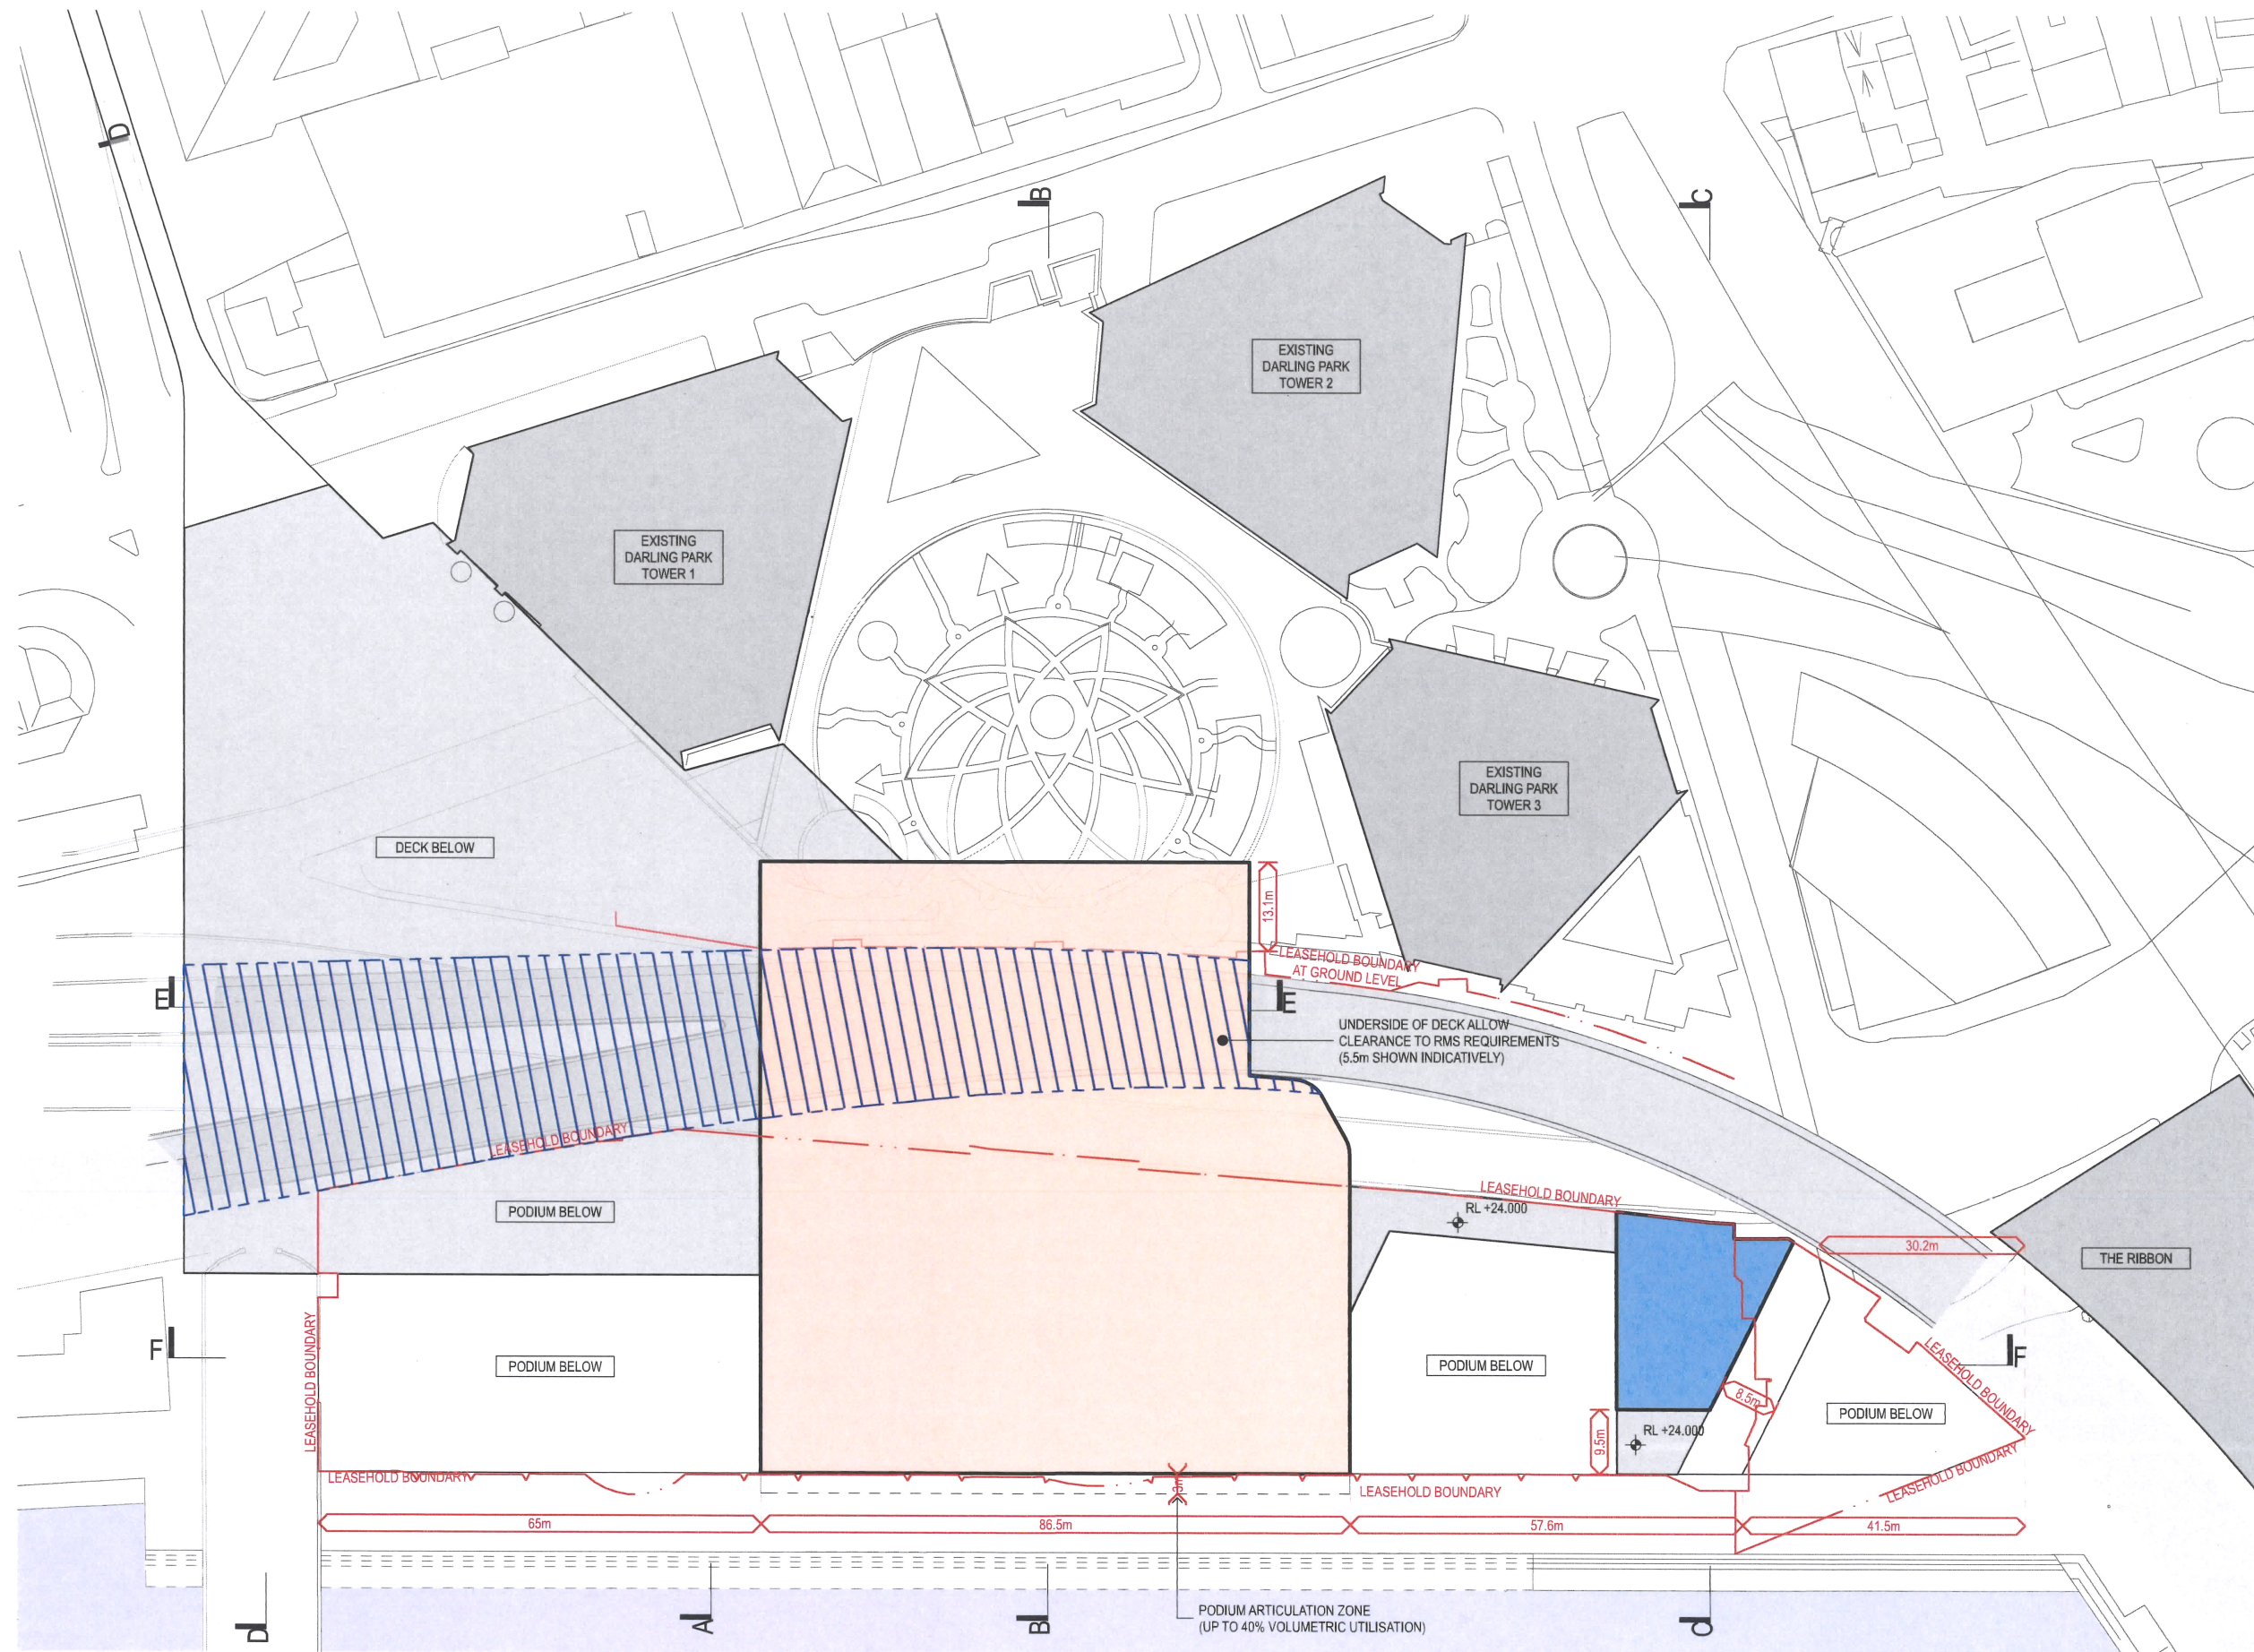 D
B
C
EXISTING
DARLING PARK
TOWER 2
EXISTING
DARLING PARK
TOWER 1
EXISTING
DARLING PARK
TOWER 3
DECK BELOW
13.1m
LEASEHOLD BOUNDARY
AT GROUND LEVEL
E
E
UNDERSIDE OF DECK ALLOW
CLEARANCE TO RMS REQUIREMENTS
(5.5m SHOWN INDICATIVELY)
LEASEHOLD BOUNDARY
LEASEHOLD BOUNDARY
PODIUM BELOW
RL +24.000
30.2m
THE RIBBON
F
F
LEASEHOLD BOUNDARY
PODIUM BELOW
PODIUM BELOW
8.5m
PODIUM BELOW
LEASEHOLD BOUNDARY
9.5m
RL +24.000
LEASEHOLD BOUNDARY
LEASEHOLD BOUNDARY
3m
LEASEHOLD BOUNDARY
65m
86.5m
57.6m
41.5m
D
A
B
PODIUM ARTICULATION ZONE
(UP TO 40% VOLUMETRIC UTILISATION)